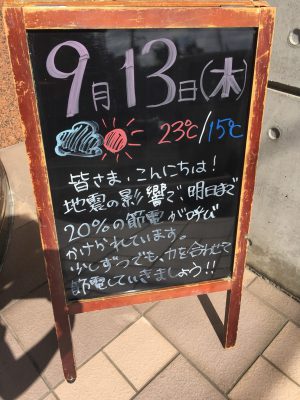 9月13日(木)
23℃/15℃
皆さま、こんにちは!
地震の影響で明日まで
20%の節電が呼び
かけられています。
少しずつでも、力を合わせて
節電していきましょう!!